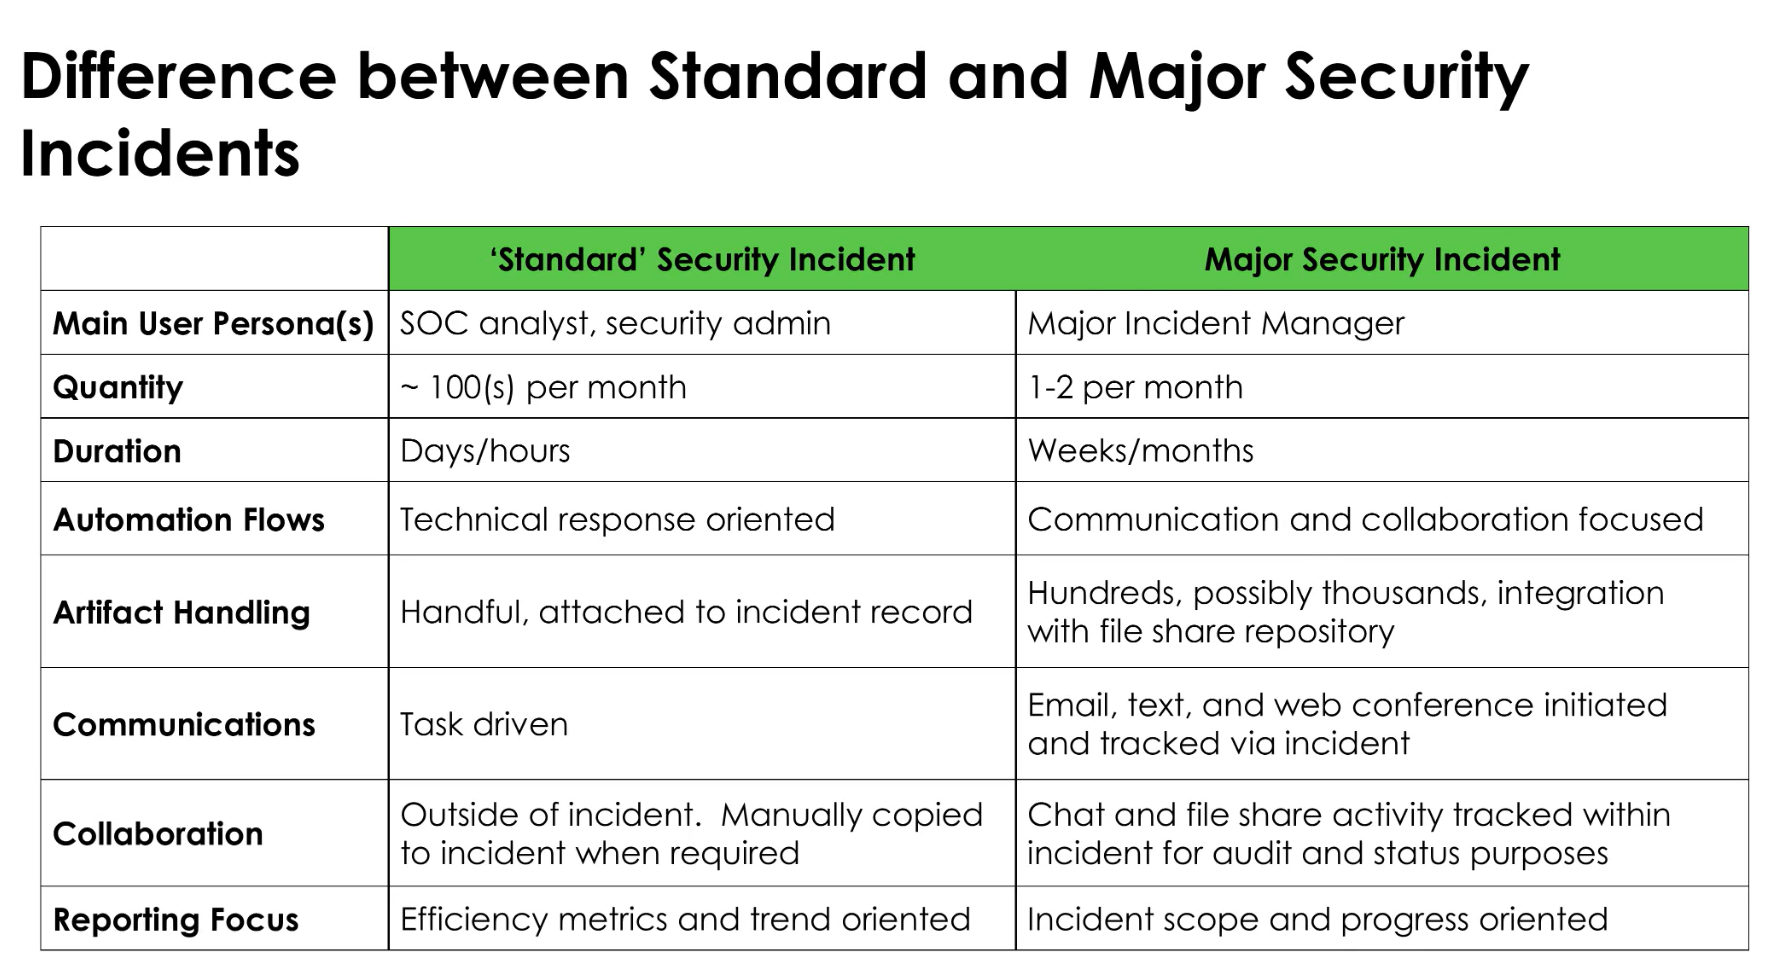 Difference between Standard and Major Security
Incidents
‘Standard’ Security Incident
Major Security Incident
Main User Persona(s)
SOC analyst, security admin
Major Incident Manager
Quantity
~ 100(s) per month
1-2 per month
Duration
Days/hours
Weeks/months
Automation Flows
Technical response oriented
Communication and collaboration focused
Artifact Handling
Handful, attached to incident record
Hundreds, possibly thousands, integration
with file share repository
Communications
Task driven
Email, text, and web conference initiated
and tracked via incident
Collaboration
Outside of incident.  Manually copied
to incident when required
Chat and file share activity tracked within
incident for audit and status purposes
Reporting Focus
Efficiency metrics and trend oriented
Incident scope and progress oriented